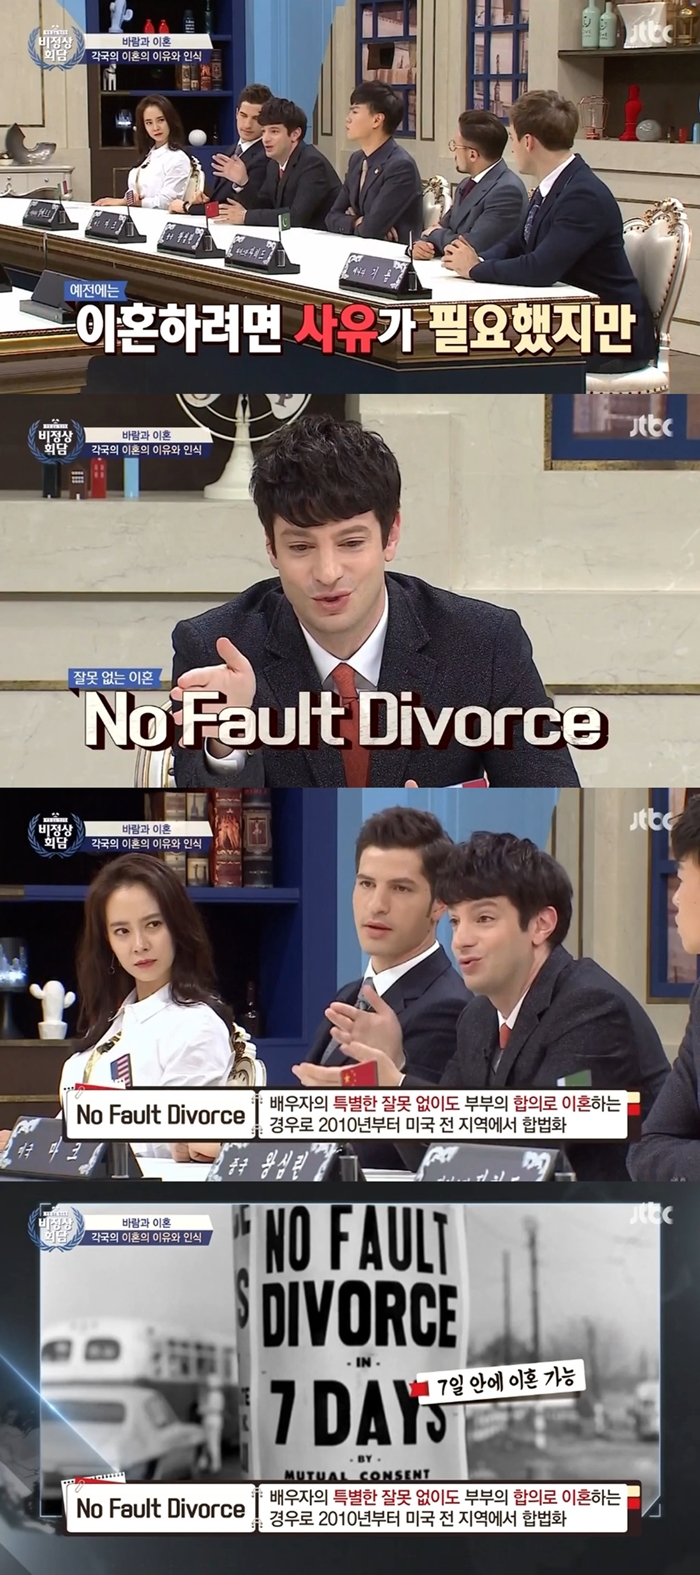 비정상
회담
바람과 이혼
각국의 이혼의 이유와 인식
jtbc
기욤
예전에는
이혼하려면 사유가 필요했지만
비정상
회담
바람과 이혼
각국의 이혼의 이유와 인식
jtbc
잘못 없는 이혼
No Fault Divorce
비정상
회담
바람과 이혼
각국의 이혼의 이유와 인식
jtbc
No Fault Divorce
배우자의 특별한 잘못 없이도 부부의 합의로 이혼하는
경우로 2010년부터 미국 전 지역에서 합법화
미국 마크
중국 왕심린
비정상
회담
바람과 이혼
각국의 이혼의 이유와 인식
jtbc
NO FAULT
DIVORCE
- IN -
7 DAYS
- BY -
MUTUAL CONSENT
7일 안에 이혼 가능
No Fault Divorce
배우자의 특별한 잘못 없이도 부부의 합의로 이혼하는
경우로 2010년부터 미국 전 지역에서 합법화